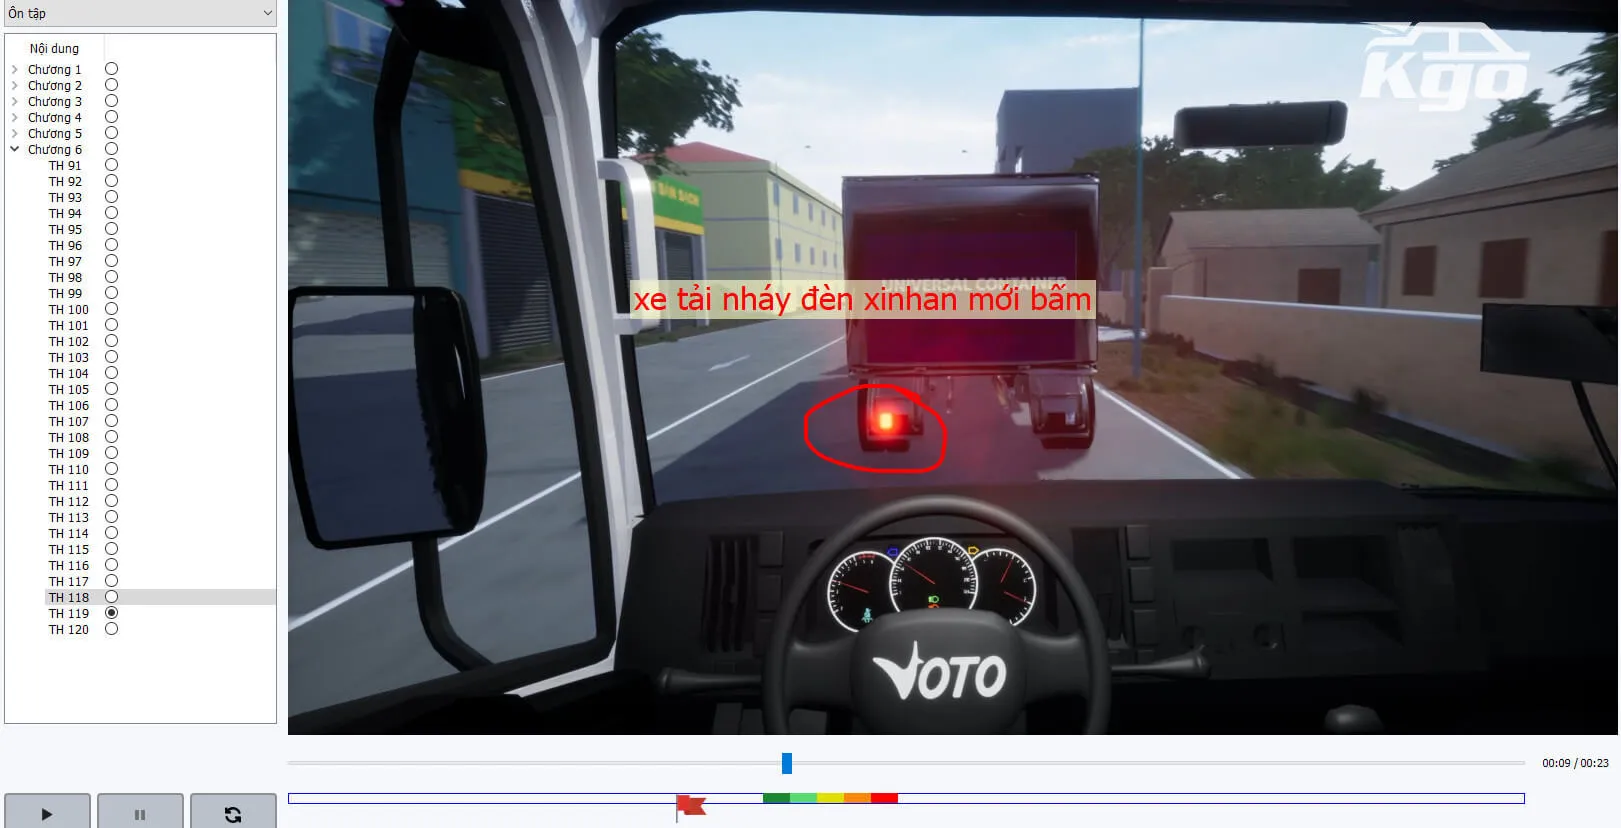 Ôn tập
Nội dung
Chương 1
Chương 2
Chương 3
Chương 4
Chương 5
Chương 6
TH 91
TH 92
TH 93
TH 94
TH 95
TH 96
TH 97
TH 98
TH 99
TH 100
TH 101
TH 102
TH 103
TH 104
TH 105
TH 106
TH 107
TH 108
TH 109
TH 110
TH 111
TH 112
TH 113
TH 114
TH 115
TH 116
TH 117
TH 118
TH 119
TH 120
Kgo
UNIVERSAL CONTAINER
xe tải nháy đèn xinhan mới bấm
VOTO
00:09 / 00:23